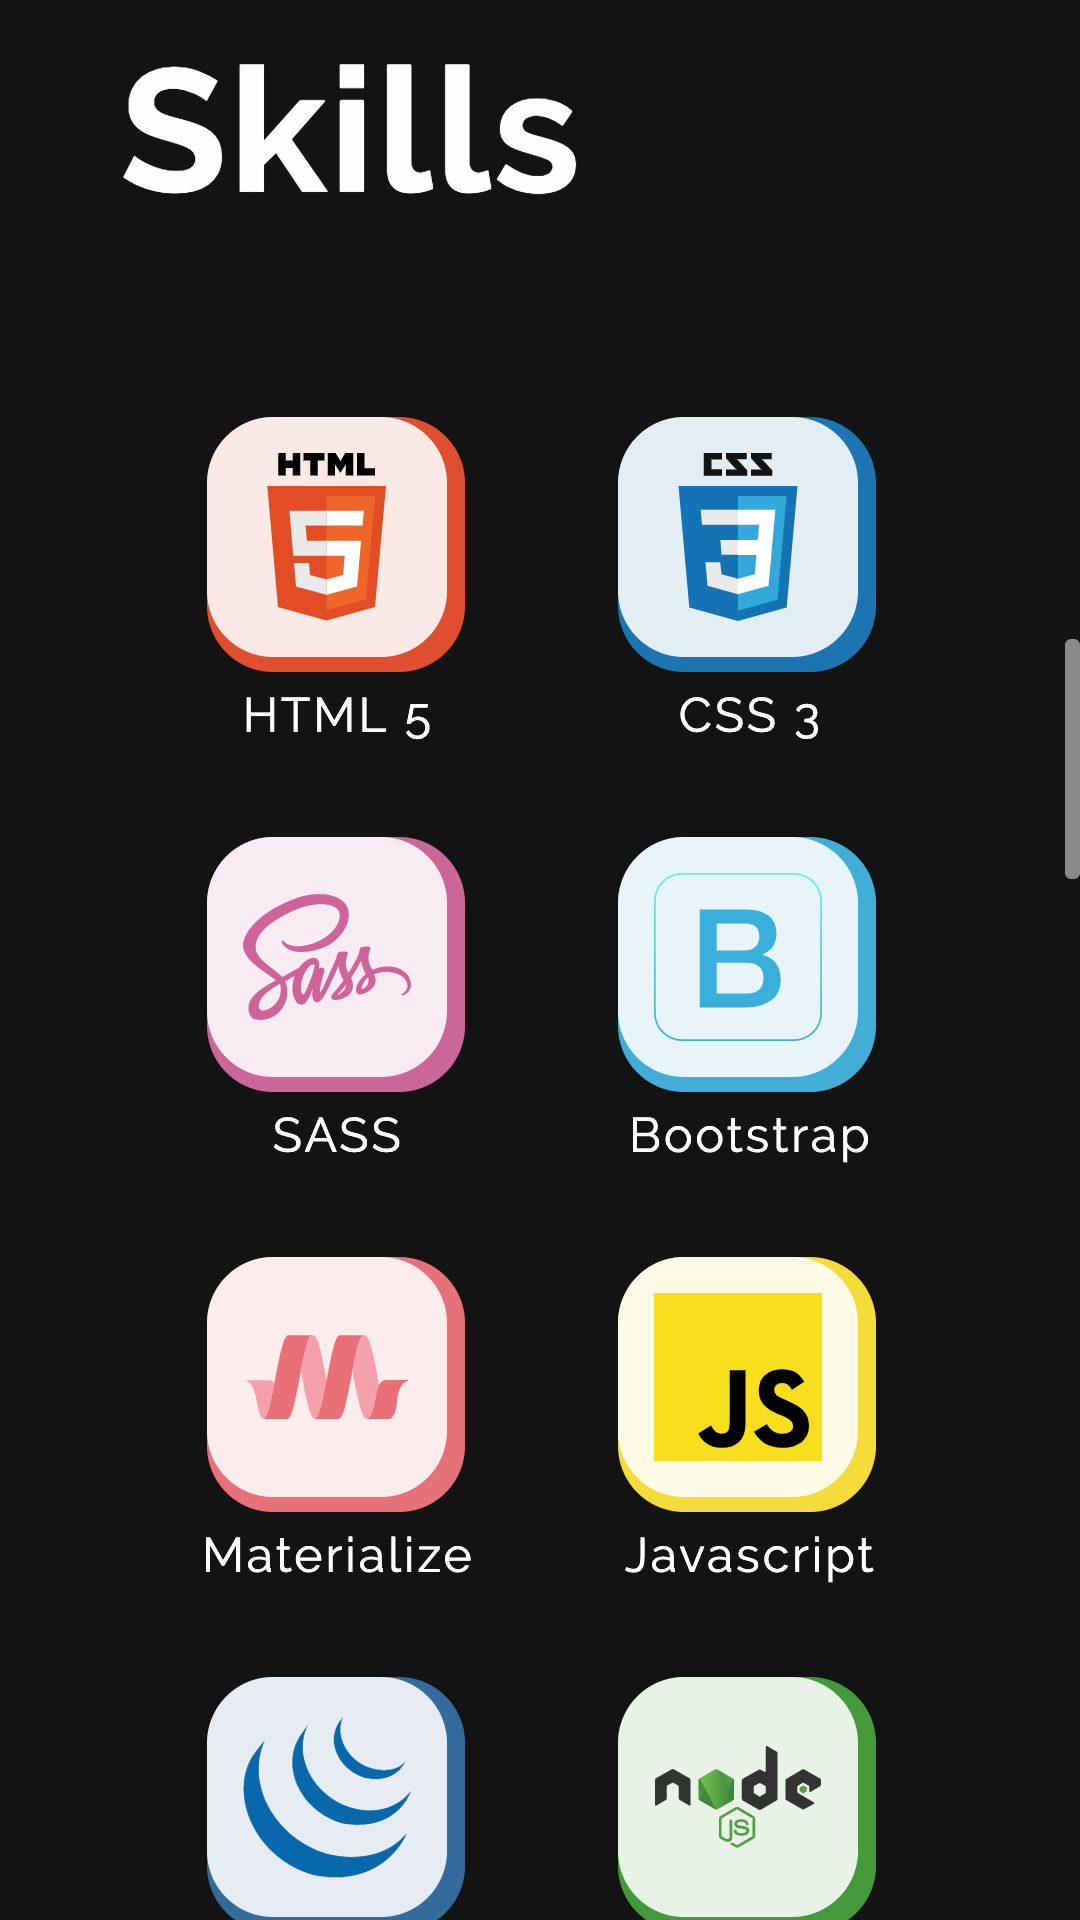 Skills
HTML
CSS
HTML 5
CSS 3
Sass
B
SASS
Bootstrap
JS
Materialize
Javascript
node
JS